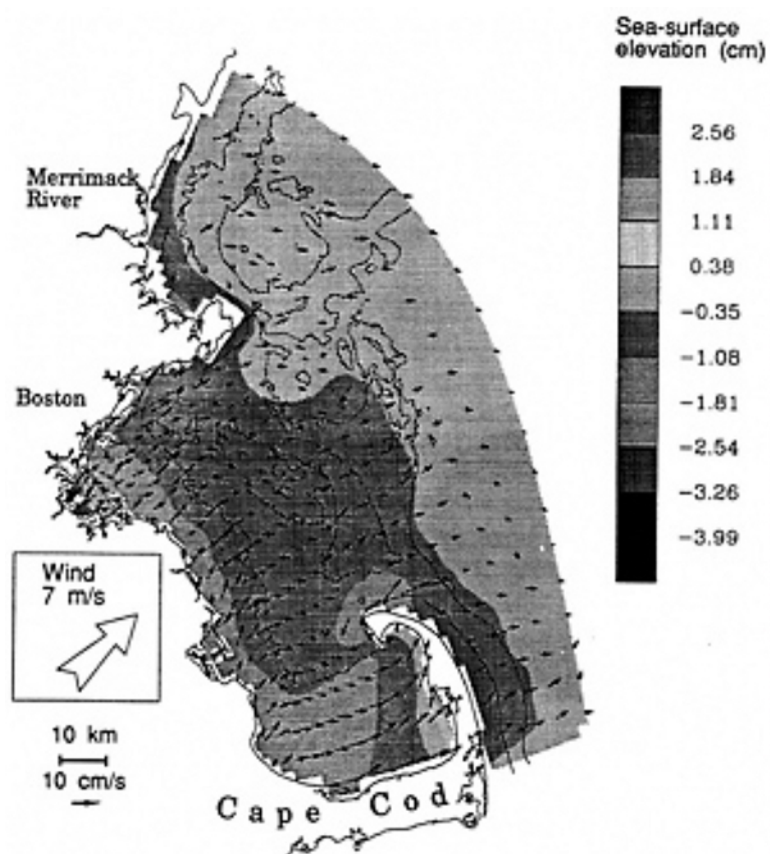 Sea-surface
elevation (cm)
2.56
1.84
1.11
0.38
-0.35
-1.08
-1.81
-2.54
-3.26
-3.99
Merrimack
River
Boston
Wind
7 m/s
10 km
10 cm/s
Cape Cod